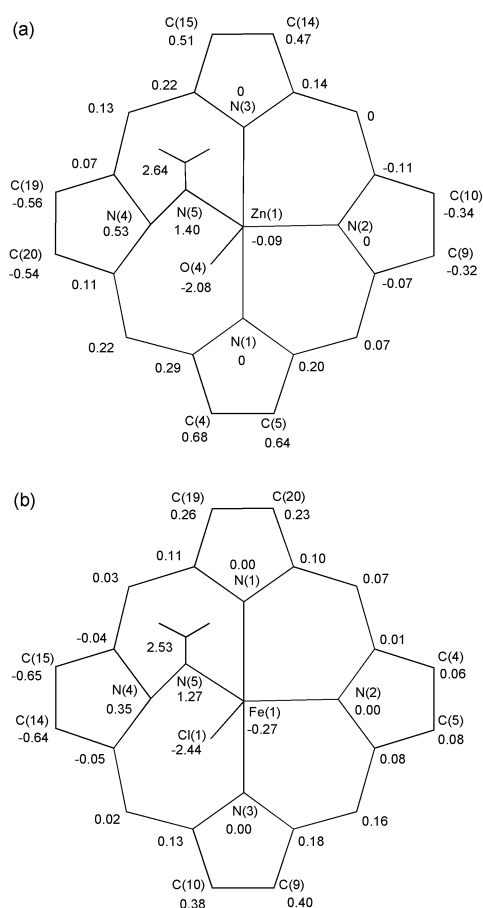 (a)
C(15) C(14)
0.51 0.47
0.22 0 0.14
N(3)
0.13 0
2.64
0.07 -0.11
C(19) C(10)
-0.56 -0.34
N(4) N(5) Zn(1) N(2)
0.53 1.40 -0.09 0
C(20) O(4) C(9)
-0.54 -2.08 -0.32
0.11 -0.07
0.22 0.07
N(1)
0.29 0 0.20
C(4) C(5)
0.68 0.64
(b)
C(19) C(20)
0.26 0.23
0.11 0.00 0.10
N(1)
0.03 0.07
-0.04 2.53 0.01
C(15) C(4)
-0.65 0.06
N(4) N(5) N(2)
0.35 1.27 Fe(1) 0.00
C(14) C(5)
-0.64 Cl(1) -0.27 0.08
-2.44
-0.05 0.08
0.02 0.16
N(3)
0.13 0.00 0.18
C(10) C(9)
0.38 0.40